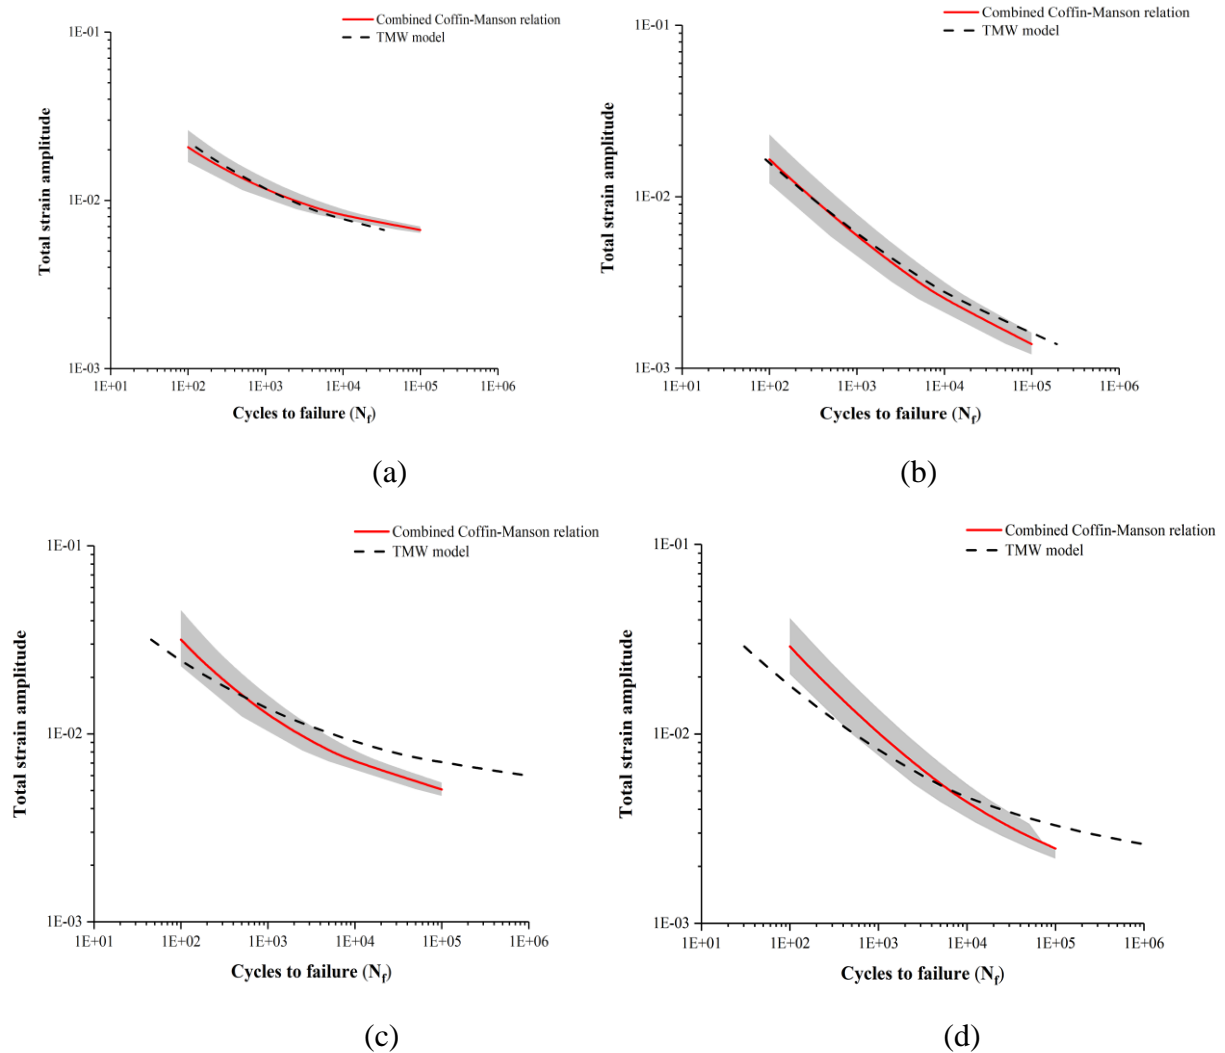 Combined Coffin-Manson relation
TMW model
1E-01
1E-02
1E-03
Total strain amplitude
1E+01 1E+02 1E+03 1E+04 1E+05 1E+06
Cycles to failure (Nf)
(a)
Combined Coffin-Manson relation
TMW model
1E-01
1E-02
1E-03
Total strain amplitude
1E+01 1E+02 1E+03 1E+04 1E+05 1E+06
Cycles to failure (Nf)
(b)
Combined Coffin-Manson relation
TMW model
1E-01
1E-02
1E-03
Total strain amplitude
1E+01 1E+02 1E+03 1E+04 1E+05 1E+06
Cycles to failure (Nf)
(c)
Combined Coffin-Manson relation
TMW model
1E-01
1E-02
1E-03
Total strain amplitude
1E+01 1E+02 1E+03 1E+04 1E+05 1E+06
Cycles to failure (Nf)
(d)